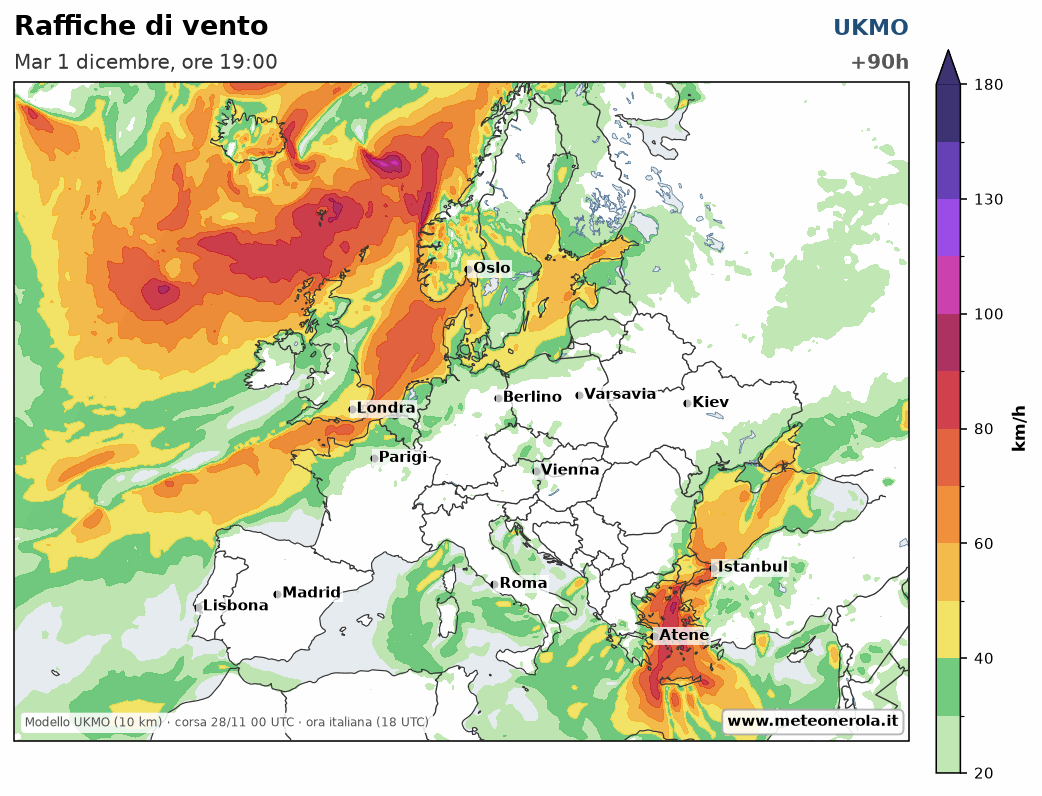 Raffiche di vento
UKMO
Mar 1 dicembre, ore 19:00
+90h
180
130
100
80
60
40
20
km/h
Oslo
Londra
Berlino
Varsavia
Kiev
Parigi
Vienna
Istanbul
Roma
Madrid
Lisbona
Atene
Modello UKMO (10 km) · corsa 28/11 00 UTC · ora italiana (18 UTC)
www.meteonerola.it